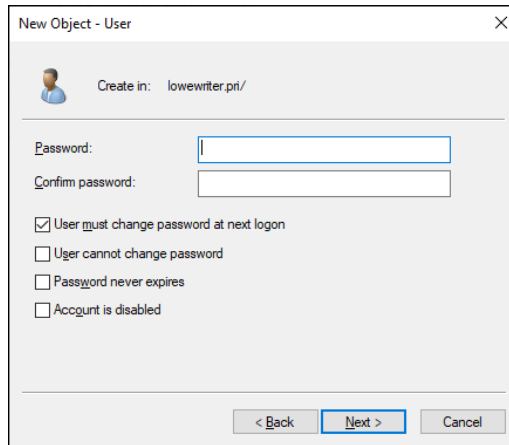 New Object - User
Create in: lowewriter.pri/
Password:
Confirm password:
User must change password at next logon
User cannot change password
Password never expires
Account is disabled
< Back Next > Cancel